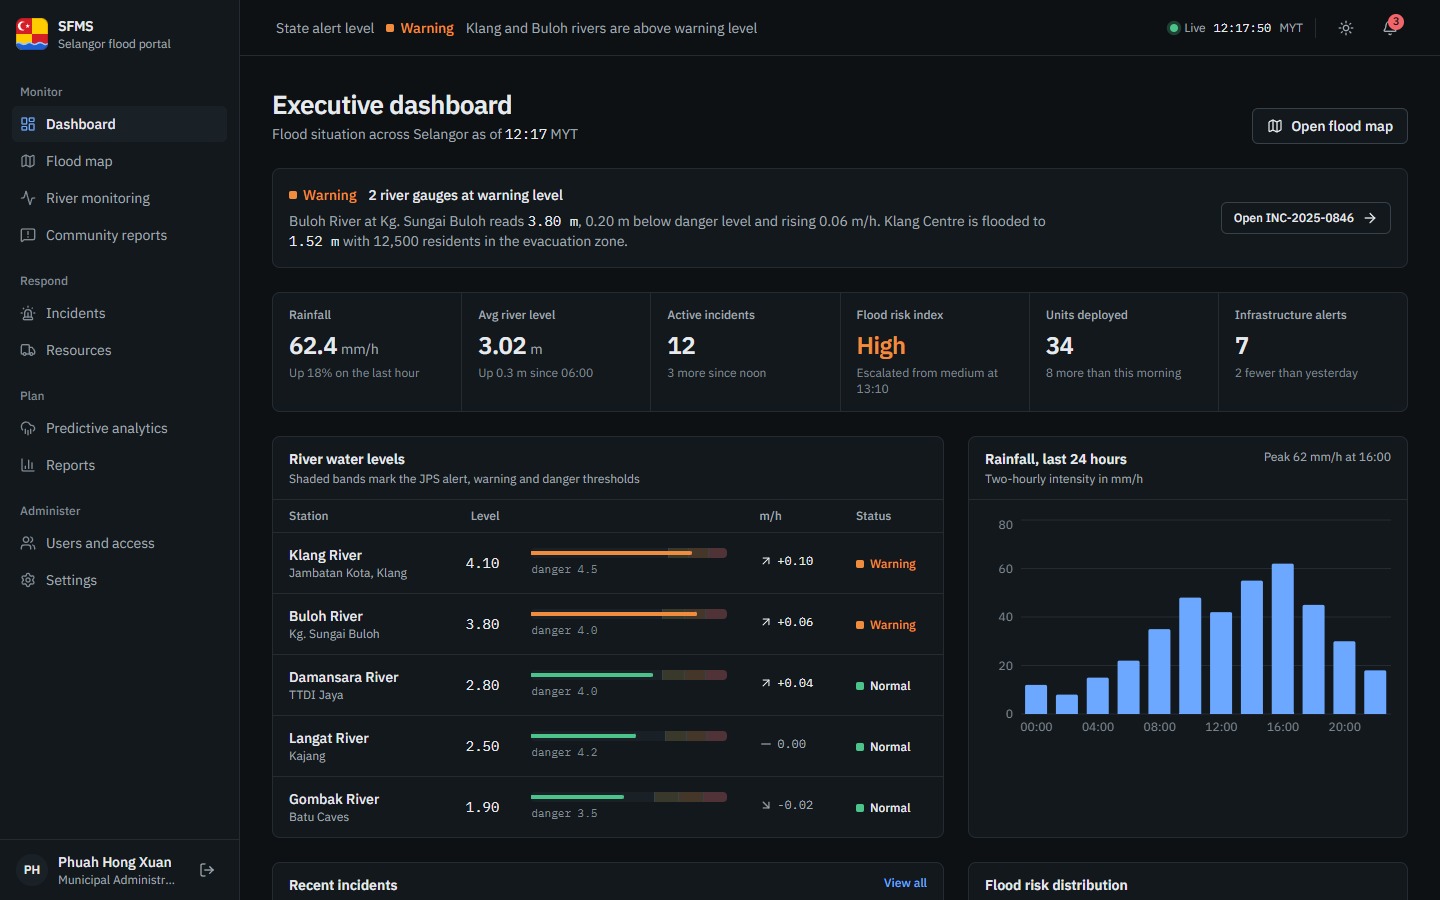 SFMS
Selangor flood portal
Monitor
Dashboard
Flood map
River monitoring
Community reports
Respond
Incidents
Resources
Plan
Predictive analytics
Reports
Administer
Users and access
Settings
PH
Phuah Hong Xuan
Municipal Administr...
State alert level Warning Klang and Buloh rivers are above warning level
Live 12:17:50 MYT
3
Executive dashboard
Flood situation across Selangor as of 12:17 MYT
Open flood map
Warning 2 river gauges at warning level
Buloh River at Kg. Sungai Buloh reads 3.80 m, 0.20 m below danger level and rising 0.06 m/h. Klang Centre is flooded to
1.52 m with 12,500 residents in the evacuation zone.
Open INC-2025-0846
Rainfall
62.4 mm/h
Up 18% on the last hour
Avg river level
3.02 m
Up 0.3 m since 06:00
Active incidents
12
3 more since noon
Flood risk index
High
Escalated from medium at
13:10
Units deployed
34
8 more than this morning
Infrastructure alerts
7
2 fewer than yesterday
River water levels
Shaded bands mark the JPS alert, warning and danger thresholds
Station Level m/h Status
Klang River
Jambatan Kota, Klang
4.10
danger 4.5
+0.10
Warning
Buloh River
Kg. Sungai Buloh
3.80
danger 4.0
+0.06
Warning
Damansara River
TTDI Jaya
2.80
danger 4.0
+0.04
Normal
Langat River
Kajang
2.50
danger 4.2
0.00
Normal
Gombak River
Batu Caves
1.90
danger 3.5
-0.02
Normal
Rainfall, last 24 hours
Peak 62 mm/h at 16:00
Two-hourly intensity in mm/h
80
60
40
20
0
00:00 04:00 08:00 12:00 16:00 20:00
Recent incidents
View all
Flood risk distribution